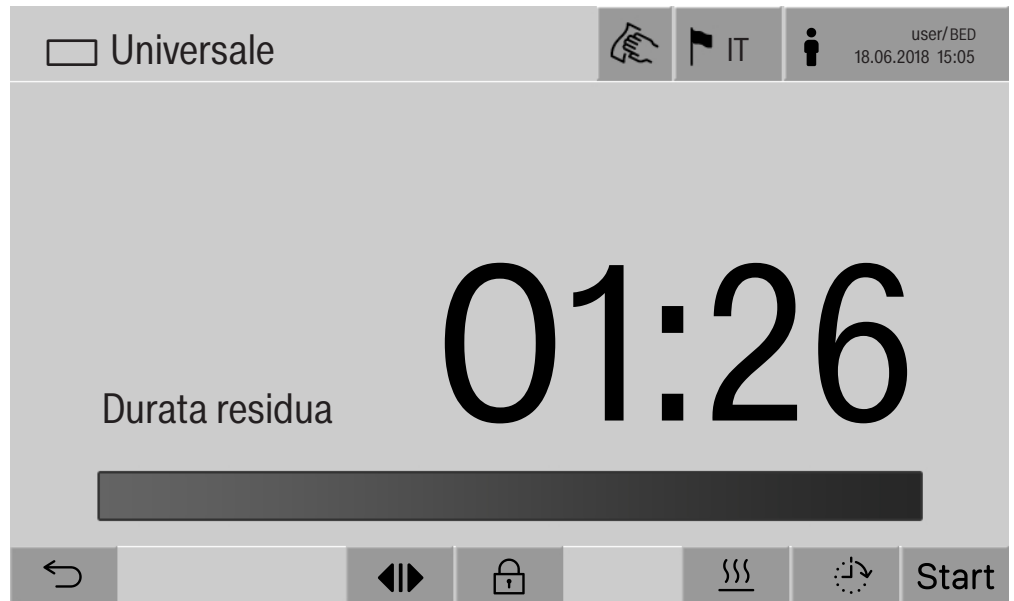 Universale
IT
user/BED
18.06.2018 15:05
01:26
Durata residua
Start